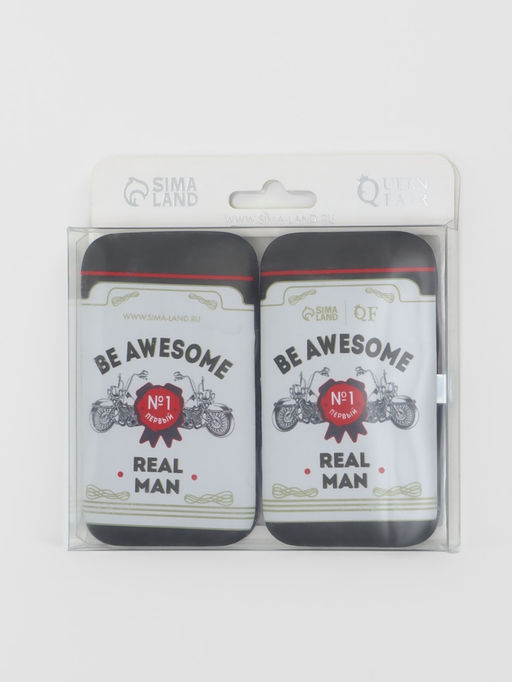 SIMA
LAND
QUEEN
FAIR
WWW.SIMA-LAND.RU
WWW.SIMA-LAND.RU
BE AWESOME
№1
ПЕРВЫЙ
REAL
MAN
SIMA
LAND
QF
BE AWESOME
№1
ПЕРВЫЙ
REAL
MAN